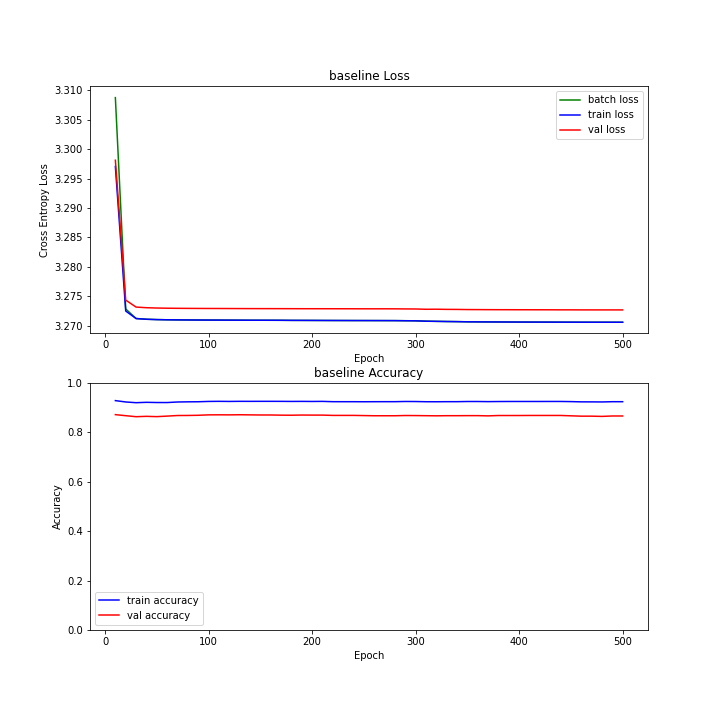 baseline Loss
3.310
3.305
3.300
3.295
3.290
3.285
3.280
3.275
3.270
Cross Entropy Loss
batch loss
train loss
val loss
0 100 200 300 400 500
Epoch
baseline Accuracy
1.0
0.8
0.6
0.4
0.2
0.0
Accuracy
train accuracy
val accuracy
0 100 200 300 400 500
Epoch